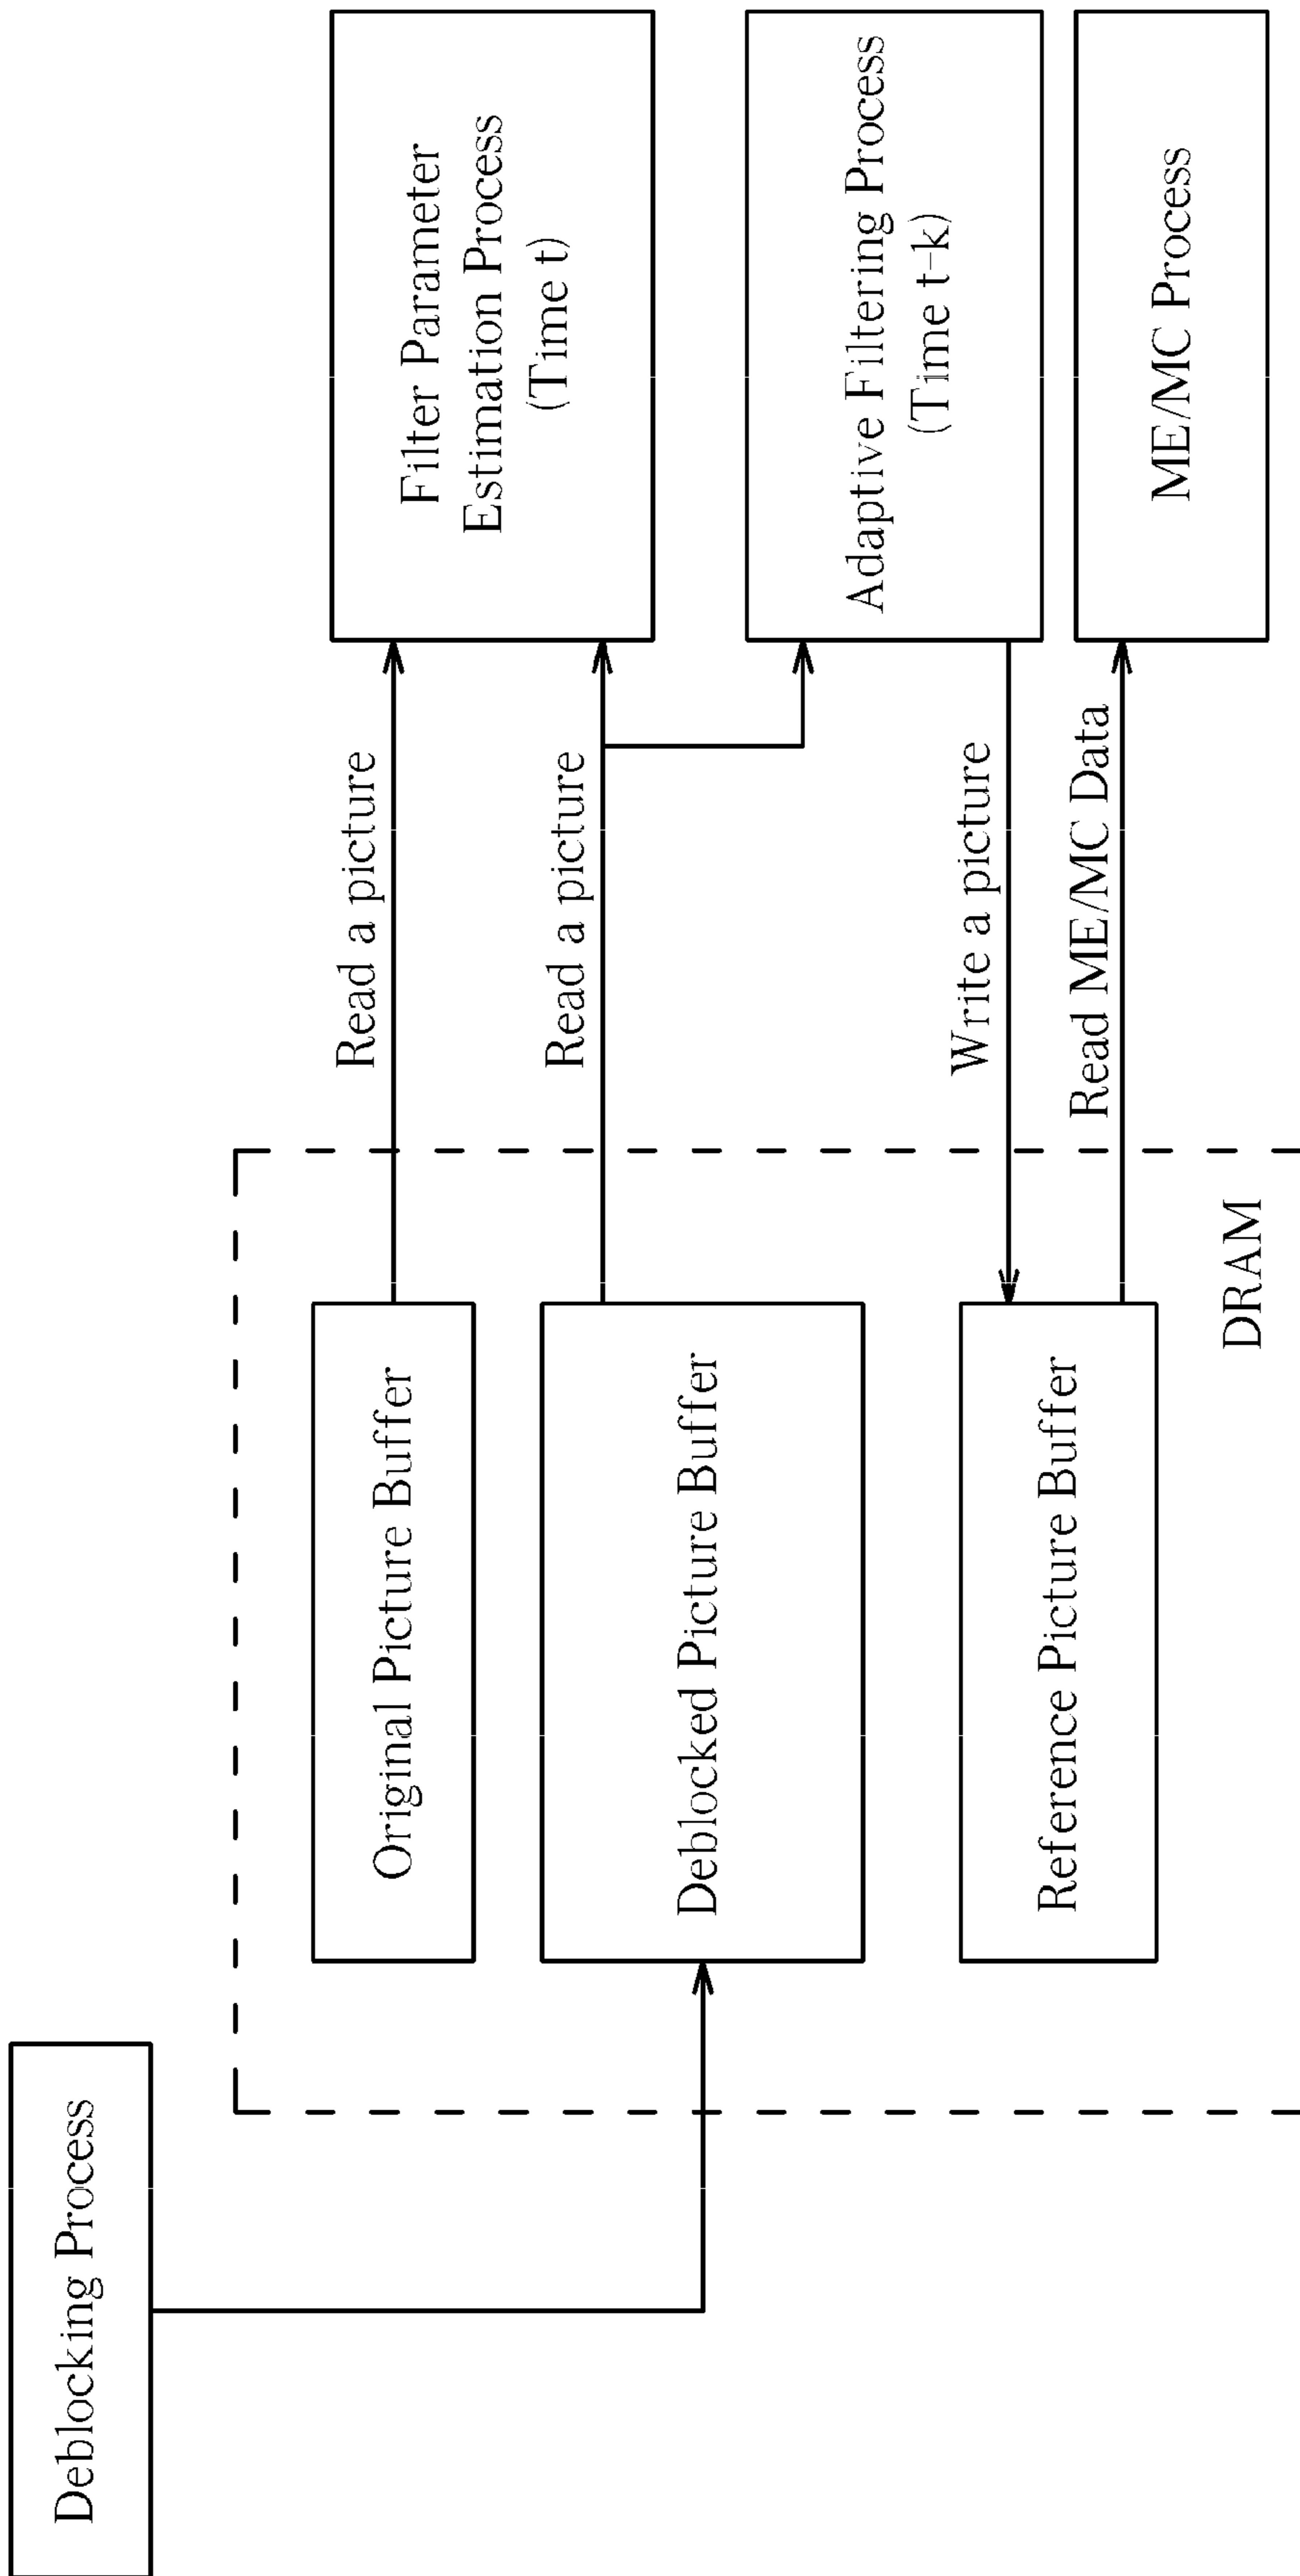 Deblocking Process
Original Picture Buffer
Read a picture
Filter Parameter
Estimation Process
(Time t)
Deblocked Picture Buffer
Read a picture
Adaptive Filtering Process
(Time t-k)
Write a picture
Reference Picture Buffer
Read ME/MC Data
ME/MC Process
DRAM